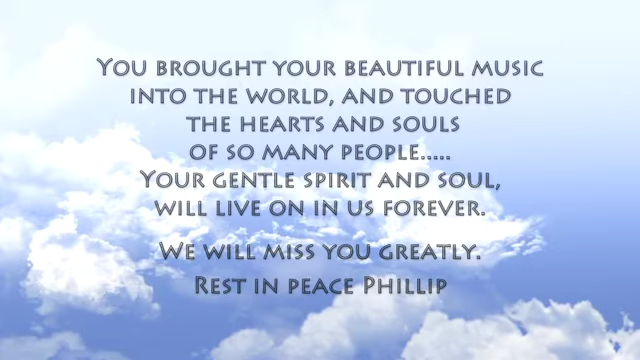 You brought your beautiful music
into the world, and touched
the hearts and souls
of so many people.....
Your gentle spirit and soul,
will live on in us forever.
We will miss you greatly.
Rest in peace Phillip